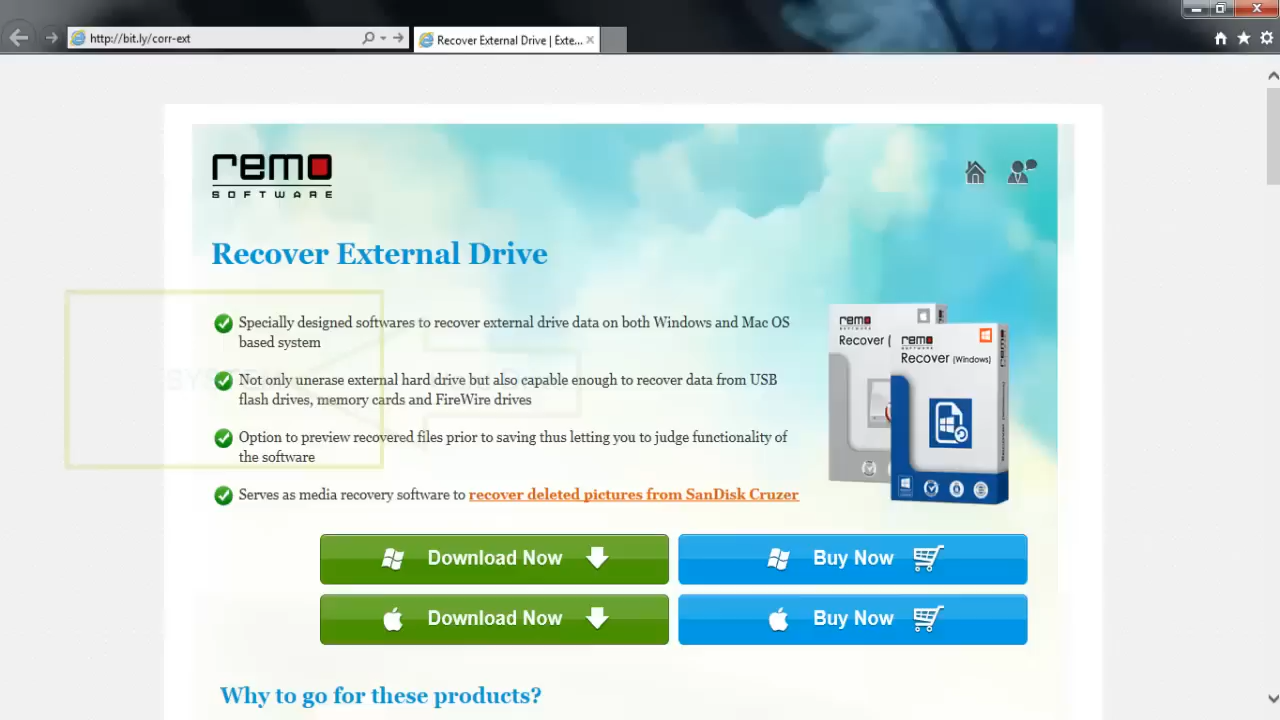 http://bit.ly/corr-ext
Recover External Drive | Exte...
remo
SOFTWARE
Recover External Drive
Specially designed softwares to recover external drive data on both Windows and Mac OS
based system
Not only unerase external hard drive but also capable enough to recover data from USB
flash drives, memory cards and FireWire drives
Option to preview recovered files prior to saving thus letting you to judge functionality of
the software
Serves as media recovery software to recover deleted pictures from SanDisk Cruzer
remo
Recover (
remo
Recover (Windows)
Download Now
Buy Now
Download Now
Buy Now
Why to go for these products?